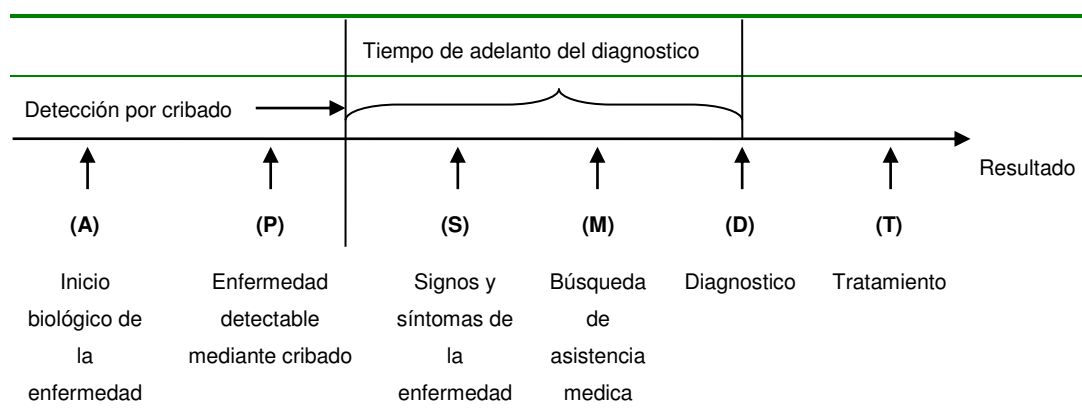 Tiempo de adelanto del diagnostico
Detección por cribado
Resultado
(A)
(P)
(S)
(M)
(D)
(T)
Inicio
biológico de
la
enfermedad
Enfermedad
detectable
mediante cribado
Signos y
síntomas de
la
enfermedad
Búsqueda
de
asistencia
medica
Diagnostico
Tratamiento